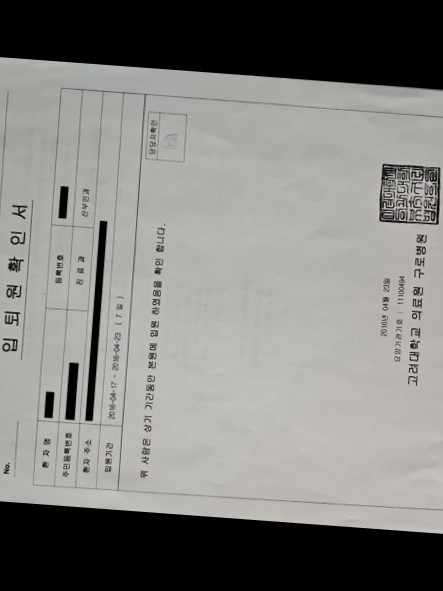 No.
입 퇴 원 확 인 서
환 자 명 등록번호
주민등록번호 진 료 과 산부인과
환자 주소
입원기간 2016-04-17 ~ 2016-04-23 ( 7 일 )
담당자확인
위 사람은 상기 기간동안 본원에 입원 하였음을 확인 합니다.
2016년 04월 23일
요양기관기호 : 11100494
고려대학교 의료원 구로병원